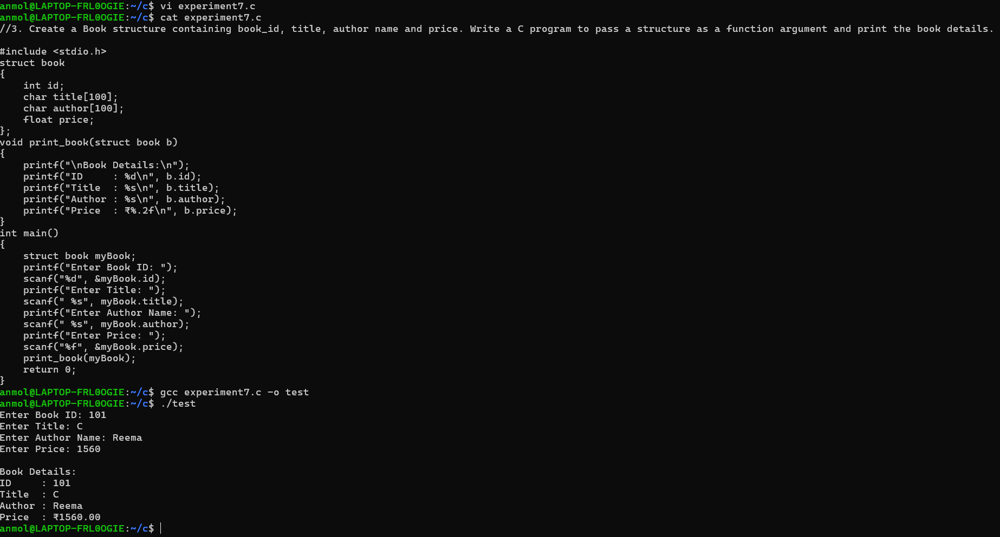 anmol@LAPTOP-FRL0OGIE:~/c$ vi experiment7.c
anmol@LAPTOP-FRL0OGIE:~/c$ cat experiment7.c
//3. Create a Book structure containing book_id, title, author name and price. Write a C program to pass a structure as a function argument and print the book details.

#include <stdio.h>
struct book
{
    int id;
    char title[100];
    char author[100];
    float price;
};
void print_book(struct book b)
{
    printf("\nBook Details:\n");
    printf("ID     : %d\n", b.id);
    printf("Title  : %s\n", b.title);
    printf("Author : %s\n", b.author);
    printf("Price  : ₹%.2f\n", b.price);
}
int main()
{
    struct book myBook;
    printf("Enter Book ID: ");
    scanf("%d", &myBook.id);
    printf("Enter Title: ");
    scanf(" %s", myBook.title);
    printf("Enter Author Name: ");
    scanf(" %s", myBook.author);
    printf("Enter Price: ");
    scanf("%f", &myBook.price);
    print_book(myBook);
    return 0;
}
anmol@LAPTOP-FRL0OGIE:~/c$ gcc experiment7.c -o test
anmol@LAPTOP-FRL0OGIE:~/c$ ./test
Enter Book ID: 101
Enter Title: C
Enter Author Name: Reema
Enter Price: 1560

Book Details:
ID     : 101
Title  : C
Author : Reema
Price  : ₹1560.00
anmol@LAPTOP-FRL0OGIE:~/c$